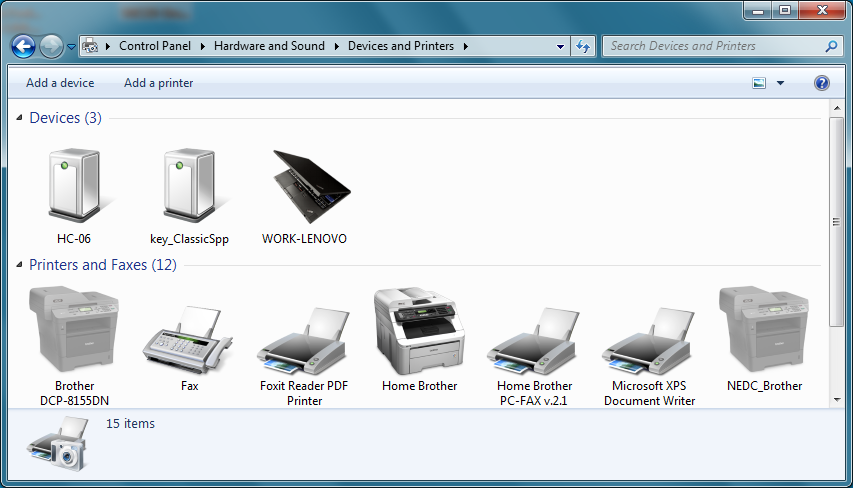 Control Panel Hardware and Sound Devices and Printers Search Devices and Printers
Add a device Add a printer
Devices (3)
HC-06 key_ClassicSpp WORK-LENOVO
Printers and Faxes (12)
Brother Fax Foxit Reader PDF Home Brother Home Brother Microsoft XPS NEDC_Brother
DCP-8155DN Printer PC-FAX v.2.1 Document Writer
15 items